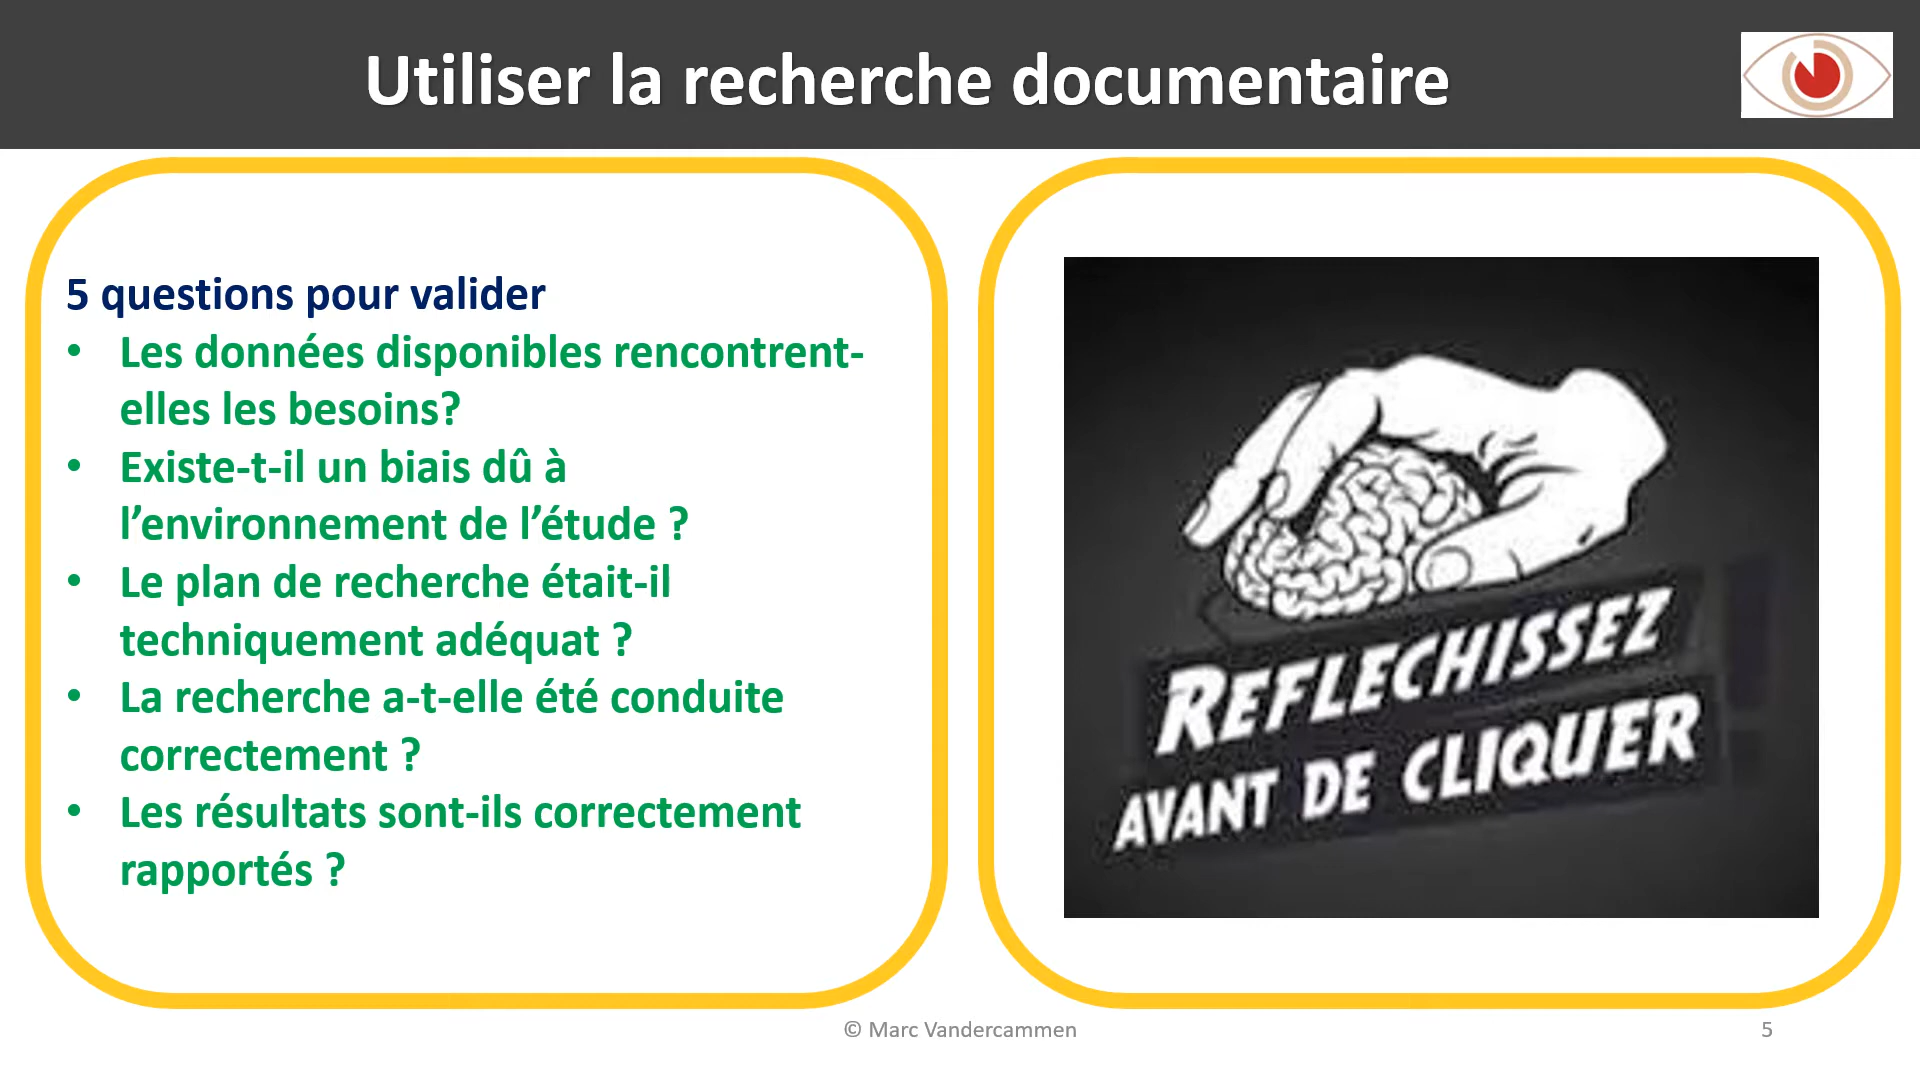 Utiliser la recherche documentaire
5 questions pour valider
• Les données disponibles rencontrent-
elles les besoins?
• Existe-t-il un biais dû à
l’environnement de l’étude ?
• Le plan de recherche était-il
techniquement adéquat ?
• La recherche a-t-elle été conduite
correctement ?
• Les résultats sont-ils correctement
rapportés ?
REFLECHISSEZ
AVANT DE CLIQUER
© Marc Vandercammen
5